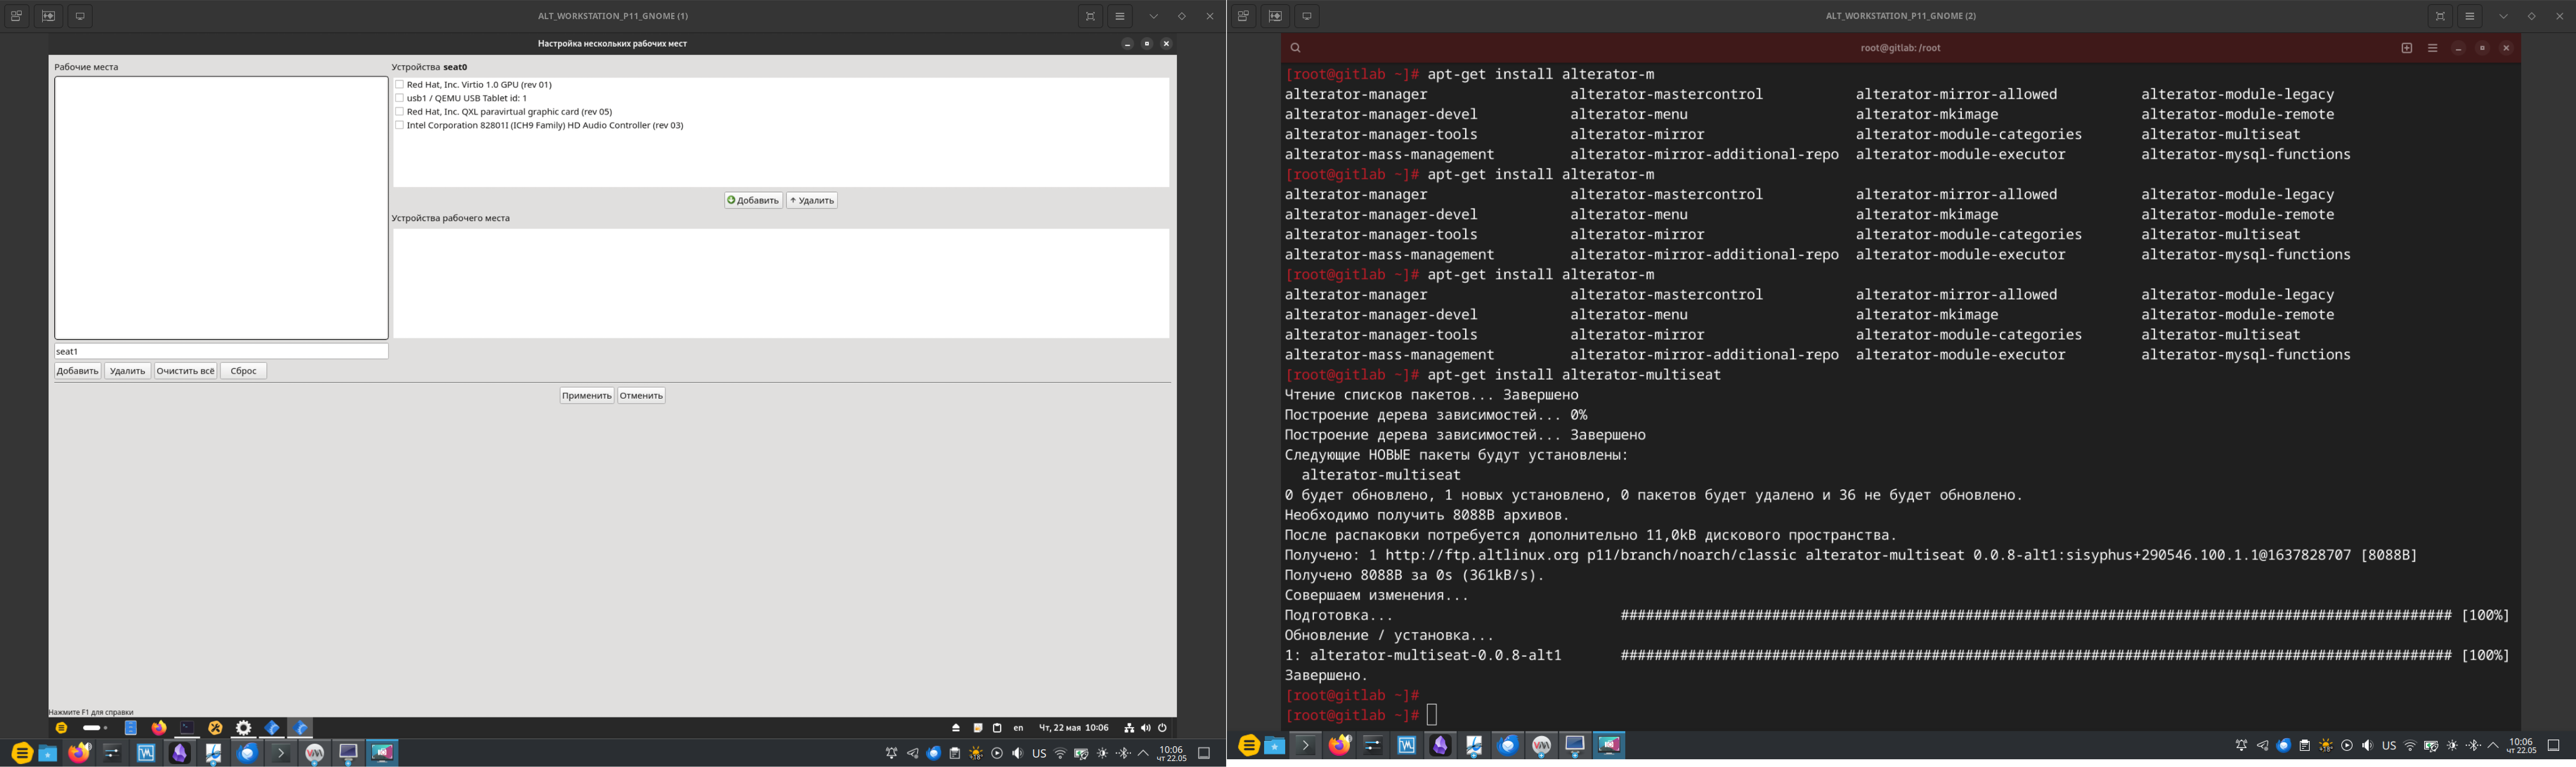 ALT_WORKSTATION_P11_GNOME (1)
Настройка нескольких рабочих мест
Рабочие места
Устройства seat0
Red Hat, Inc. Virtio 1.0 GPU (rev 01)
usb1 / QEMU USB Tablet id: 1
Red Hat, Inc. QXL paravirtual graphic card (rev 05)
Intel Corporation 82801I (ICH9 Family) HD Audio Controller (rev 03)
Добавить Удалить
Устройства рабочего места
seat1
Добавить Удалить Очистить всё Сброс
Применить Отменить
Нажмите F1 для справки
en Чт, 22 мая 10:06
US 10:06
чт 22.05
ALT_WORKSTATION_P11_GNOME (2)
root@gitlab: /root
[root@gitlab ~]# apt-get install alterator-m
alterator-manager alterator-mastercontrol alterator-mirror-allowed alterator-module-legacy
alterator-manager-devel alterator-menu alterator-mkimage alterator-module-remote
alterator-manager-tools alterator-mirror alterator-module-categories alterator-multiseat
alterator-mass-management alterator-mirror-additional-repo alterator-module-executor alterator-mysql-functions
[root@gitlab ~]# apt-get install alterator-m
alterator-manager alterator-mastercontrol alterator-mirror-allowed alterator-module-legacy
alterator-manager-devel alterator-menu alterator-mkimage alterator-module-remote
alterator-manager-tools alterator-mirror alterator-module-categories alterator-multiseat
alterator-mass-management alterator-mirror-additional-repo alterator-module-executor alterator-mysql-functions
[root@gitlab ~]# apt-get install alterator-m
alterator-manager alterator-mastercontrol alterator-mirror-allowed alterator-module-legacy
alterator-manager-devel alterator-menu alterator-mkimage alterator-module-remote
alterator-manager-tools alterator-mirror alterator-module-categories alterator-multiseat
alterator-mass-management alterator-mirror-additional-repo alterator-module-executor alterator-mysql-functions
[root@gitlab ~]# apt-get install alterator-multiseat
Чтение списков пакетов... Завершено
Построение дерева зависимостей... 0%
Построение дерева зависимостей... Завершено
Следующие НОВЫЕ пакеты будут установлены:
alterator-multiseat
0 будет обновлено, 1 новых установлено, 0 пакетов будет удалено и 36 не будет обновлено.
Необходимо получить 8088B архивов.
После распаковки потребуется дополнительно 11,0kB дискового пространства.
Получено: 1 http://ftp.altlinux.org p11/branch/noarch/classic alterator-multiseat 0.0.8-alt1:sisyphus+290546.100.1.1@1637828707 [8088B]
Получено 8088B за 0s (361kB/s).
Совершаем изменения...
Подготовка... ################################################################################################### [100%]
Обновление / установка...
1: alterator-multiseat-0.0.8-alt1 ################################################################################################### [100%]
Завершено.
[root@gitlab ~]#
[root@gitlab ~]#
US 10:06
чт 22.05